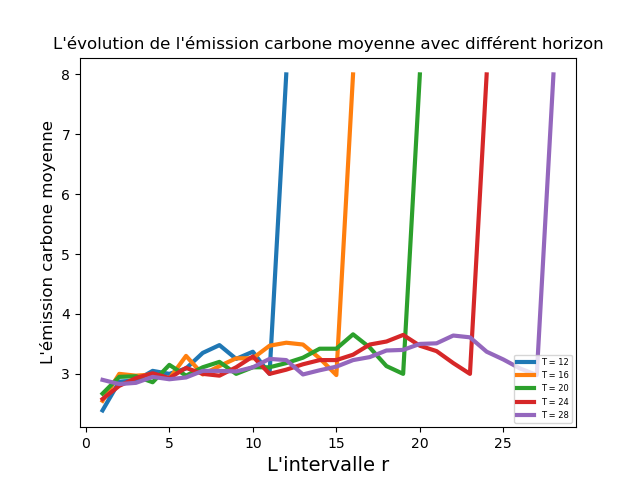 L'évolution de l'émission carbone moyenne avec différent horizon
8
7
6
5
4
3
L'émission carbone moyenne
0 5 10 15 20 25
L'intervalle r
T = 12
T = 16
T = 20
T = 24
T = 28